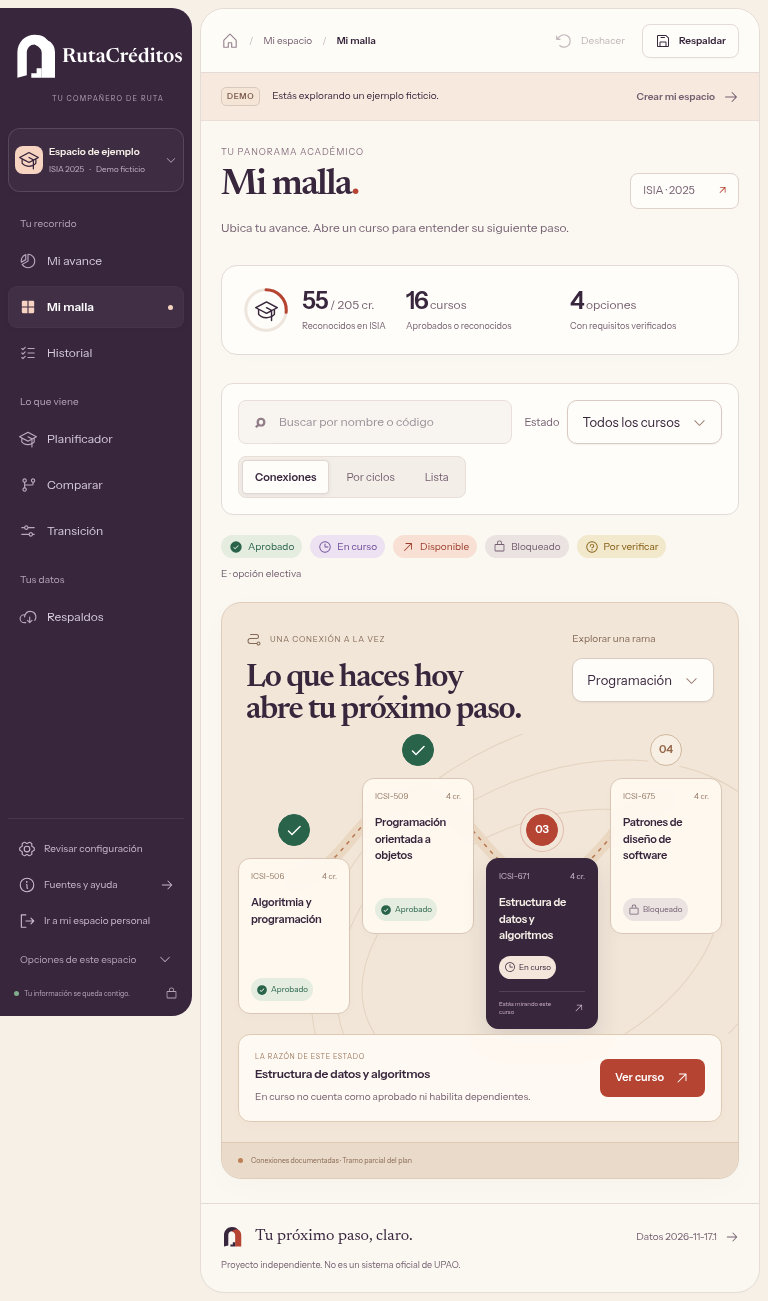 RutaCréditos
TU COMPAÑERO DE RUTA
Espacio de ejemplo
ISIA 2025 · Demo ficticio
Tu recorrido
Mi avance
Mi malla
Historial
Lo que viene
Planificador
Comparar
Transición
Tus datos
Respaldos
Revisar configuración
Fuentes y ayuda
Ir a mi espacio personal
Opciones de este espacio
Tu información se queda contigo.
/ Mi espacio / Mi malla
Deshacer
Respaldar
DEMO Estás explorando un ejemplo ficticio.
Crear mi espacio
TU PANORAMA ACADÉMICO
Mi malla.
ISIA · 2025
Ubica tu avance. Abre un curso para entender su siguiente paso.
55 / 205 cr.
Reconocidos en ISIA
16 cursos
Aprobados o reconocidos
4 opciones
Con requisitos verificados
Buscar por nombre o código
Estado
Todos los cursos
Conexiones
Por ciclos
Lista
Aprobado
En curso
Disponible
Bloqueado
Por verificar
E · opción electiva
UNA CONEXIÓN A LA VEZ
Lo que haces hoy
abre tu próximo paso.
Explorar una rama
Programación
ICSI-506 4 cr.
Algoritmia y
programación
Aprobado
ICSI-509 4 cr.
Programación
orientada a
objetos
Aprobado
03
ICSI-671 4 cr.
Estructura de
datos y
algoritmos
En curso
Estás mirando este
curso
04
ICSI-675 4 cr.
Patrones de
diseño de
software
Bloqueado
LA RAZÓN DE ESTE ESTADO
Estructura de datos y algoritmos
En curso no cuenta como aprobado ni habilita dependientes.
Ver curso
Conexiones documentadas · Tramo parcial del plan
Tu próximo paso, claro.
Datos 2026-11-17.1
Proyecto independiente. No es un sistema oficial de UPAO.